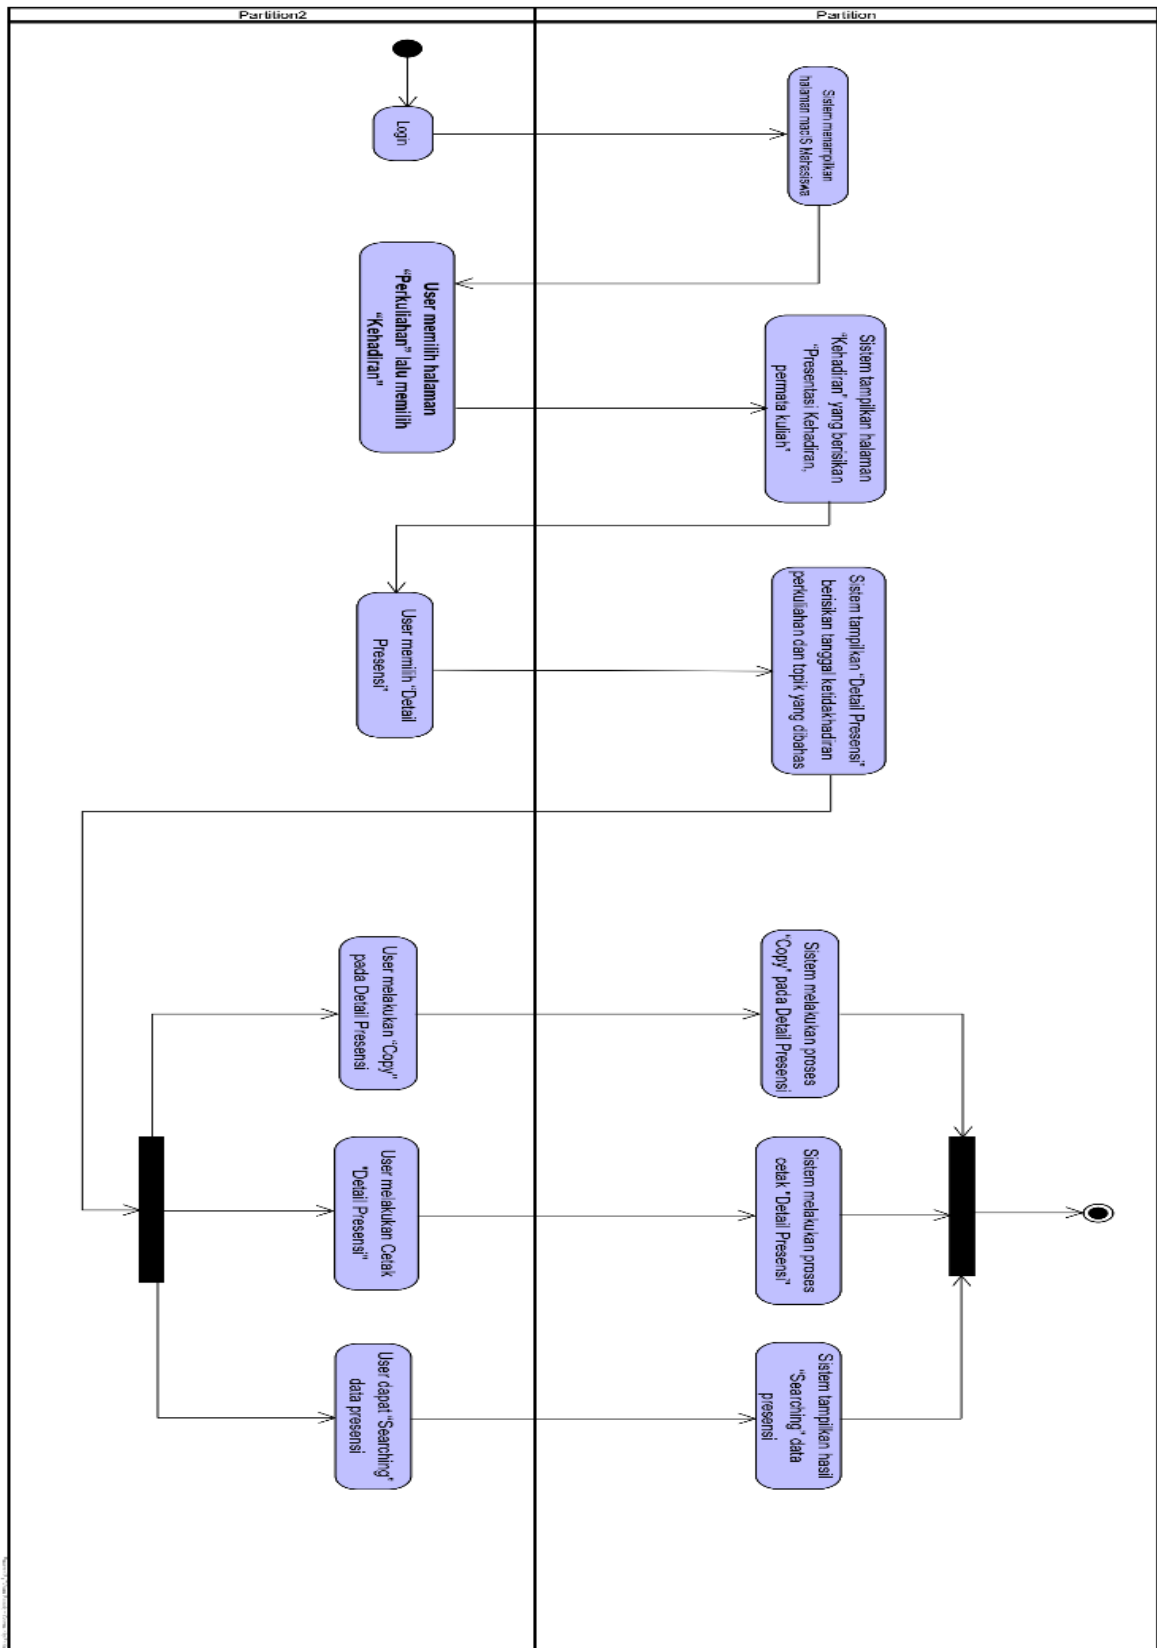 Partition2
Partition
Login
Sistem menampilkan
halaman macIS Mahasiswa
User memilih halaman
“Perkuliahan” lalu memilih
“Kehadiran”
Sistem tampilkan halaman
“Kehadiran” yang berisikan
“Presentasi Kehadiran,
permata kuliah”
User memilih “Detail
Presensi”
Sistem tampilkan “Detail Presensi”
berisikan tanggal ketidakhadiran
perkuliahan dan topik yang dibahas
User melakukan “Copy”
pada Detail Presensi
Sistem melakukan proses
“Copy” pada Detail Presensi
User melakukan Cetak
“Detail Presensi”
Sistem melakukan proses
cetak “Detail Presensi”
User dapat “Searching”
data presensi
Sistem tampilkan hasil
“Searching” data
presensi